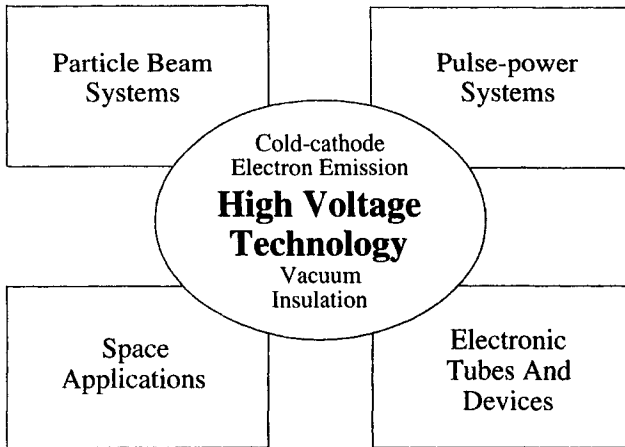 Particle Beam
Systems
Pulse-power
Systems
Cold-cathode
Electron Emission
High Voltage
Technology
Vacuum
Insulation
Space
Applications
Electronic
Tubes And
Devices